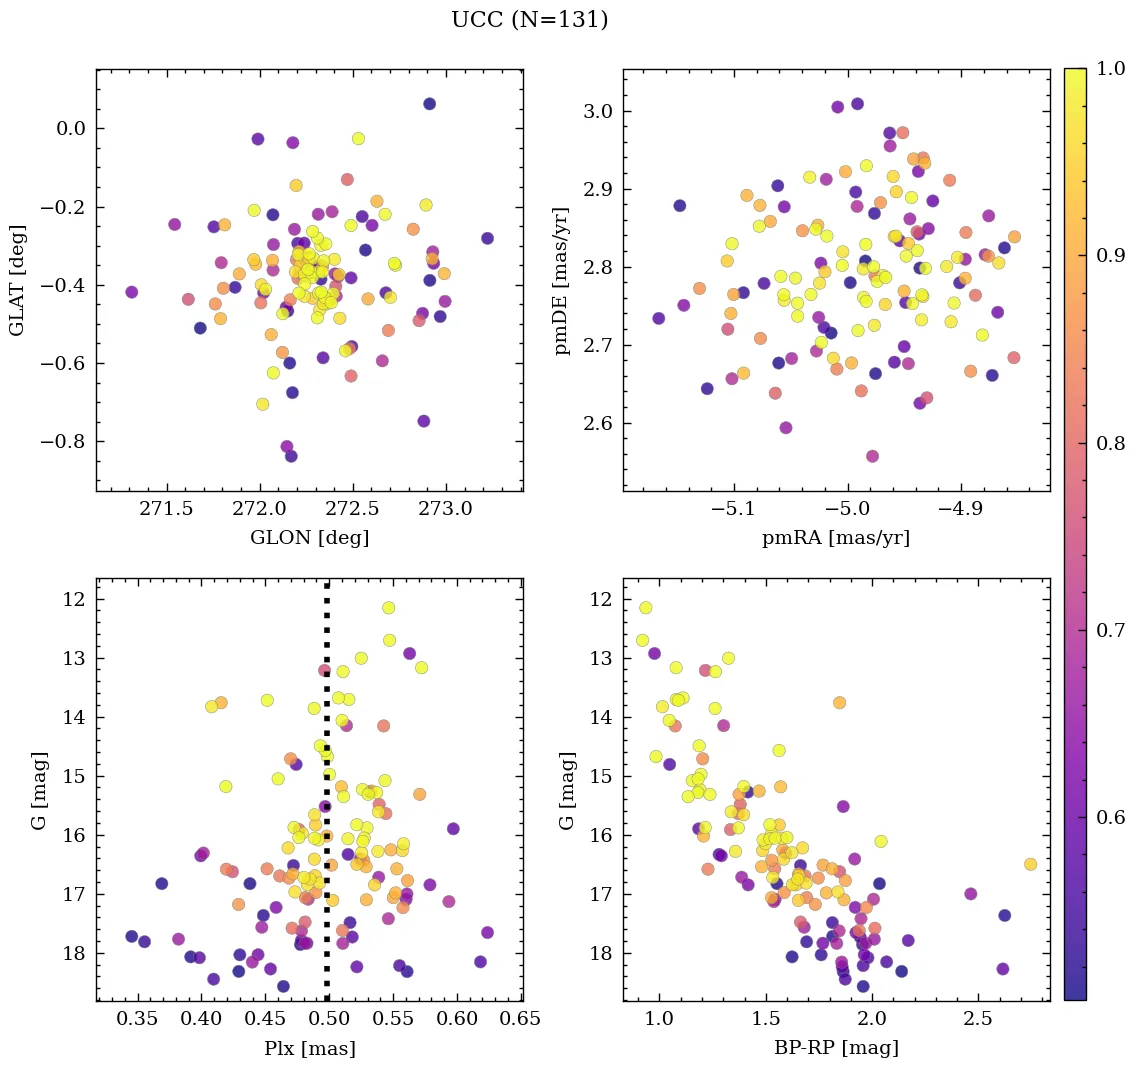 UCC (N=131)
0.0
−0.2
−0.4
−0.6
−0.8
GLAT [deg]
271.5 272.0 272.5 273.0
GLON [deg]
3.0
2.9
2.8
2.7
2.6
pmDE [mas/yr]
−5.1 −5.0 −4.9
pmRA [mas/yr]
1.0
0.9
0.8
0.7
0.6
12
13
14
15
16
17
18
G [mag]
0.35 0.40 0.45 0.50 0.55 0.60 0.65
Plx [mas]
12
13
14
15
16
17
18
G [mag]
1.0 1.5 2.0 2.5
BP-RP [mag]